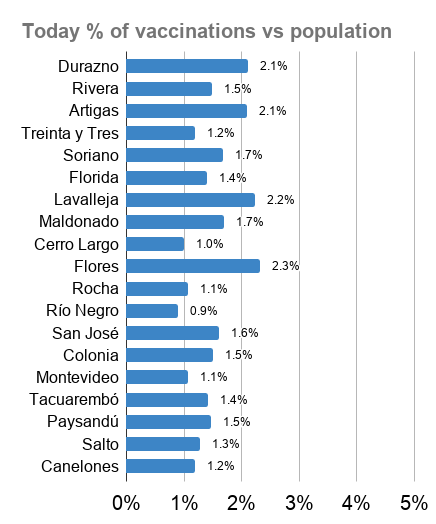 Today % of vaccinations vs population
Durazno 2.1%
Rivera 1.5%
Artigas 2.1%
Treinta y Tres 1.2%
Soriano 1.7%
Florida 1.4%
Lavalleja 2.2%
Maldonado 1.7%
Cerro Largo 1.0%
Flores 2.3%
Rocha 1.1%
Río Negro 0.9%
San José 1.6%
Colonia 1.5%
Montevideo 1.1%
Tacuarembó 1.4%
Paysandú 1.5%
Salto 1.3%
Canelones 1.2%
0% 1% 2% 3% 4% 5%